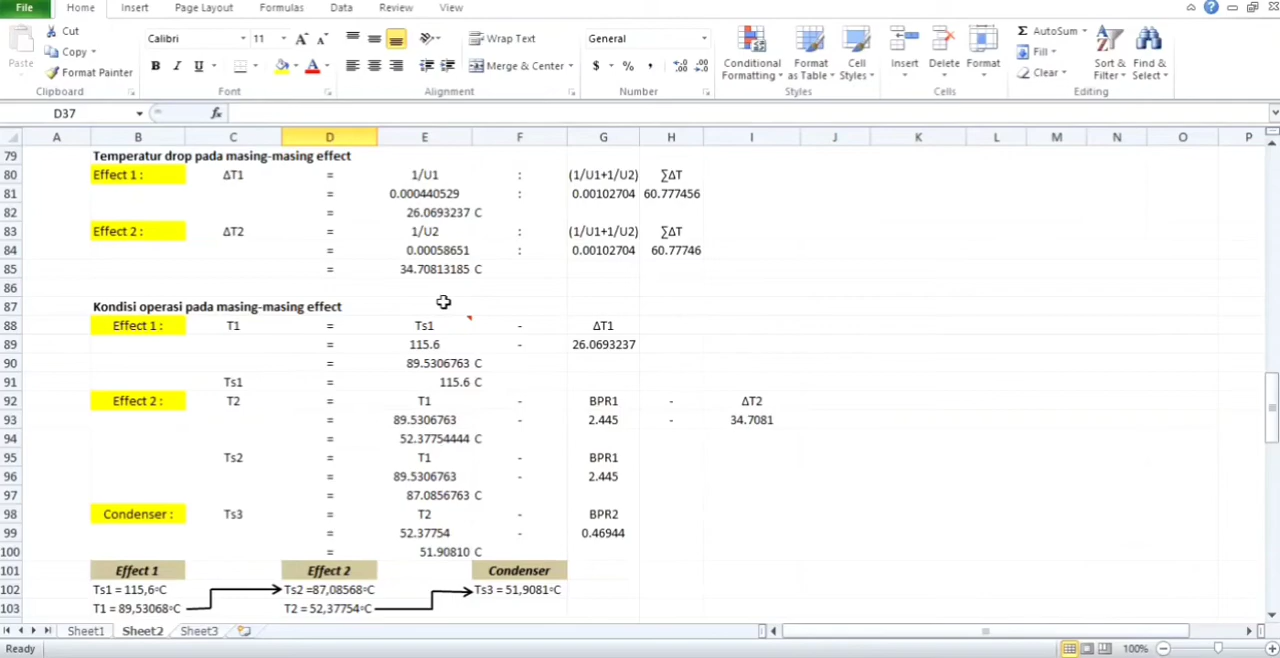 File Home Insert Page Layout Formulas Data Review View
Cut
Copy
Format Painter
Paste
Clipboard
Calibri 11
Font
Wrap Text
Merge & Center
Alignment
General
$ % ,
Number
Conditional Formatting
Format as Table
Cell Styles
Styles
Insert Delete Format
Cells
Σ AutoSum
Fill
Clear
Sort & Filter
Find & Select
Editing
D37 fx
A B C D E F G H I J K L M N O P
79 Temperatur drop pada masing-masing effect
80 Effect 1 : ΔT1 = 1/U1 : (1/U1+1/U2) ∑ΔT
81 = 0.000440529 : 0.00102704 60.777456
82 = 26.0693237 C
83 Effect 2 : ΔT2 = 1/U2 : (1/U1+1/U2) ∑ΔT
84 = 0.00058651 : 0.00102704 60.77746
85 = 34.70813185 C
86
87 Kondisi operasi pada masing-masing effect
88 Effect 1 : T1 = Ts1 - ΔT1
89 = 115.6 - 26.0693237
90 = 89.5306763 C
91 Ts1 = 115.6 C
92 Effect 2 : T2 = T1 - BPR1 - ΔT2
93 = 89.5306763 - 2.445 - 34.7081
94 = 52.37754444 C
95 Ts2 = T1 - BPR1
96 = 89.5306763 - 2.445
97 = 87.0856763 C
98 Condenser : Ts3 = T2 - BPR2
99 = 52.37754 - 0.46944
100 = 51.90810 C
101 Effect 1 Effect 2 Condenser
102 Ts1 = 115,6°C Ts2 =87,08568°C Ts3 = 51,9081°C
103 T1 = 89,53068°C T2 = 52,37754°C
Sheet1 Sheet2 Sheet3
Ready 100%